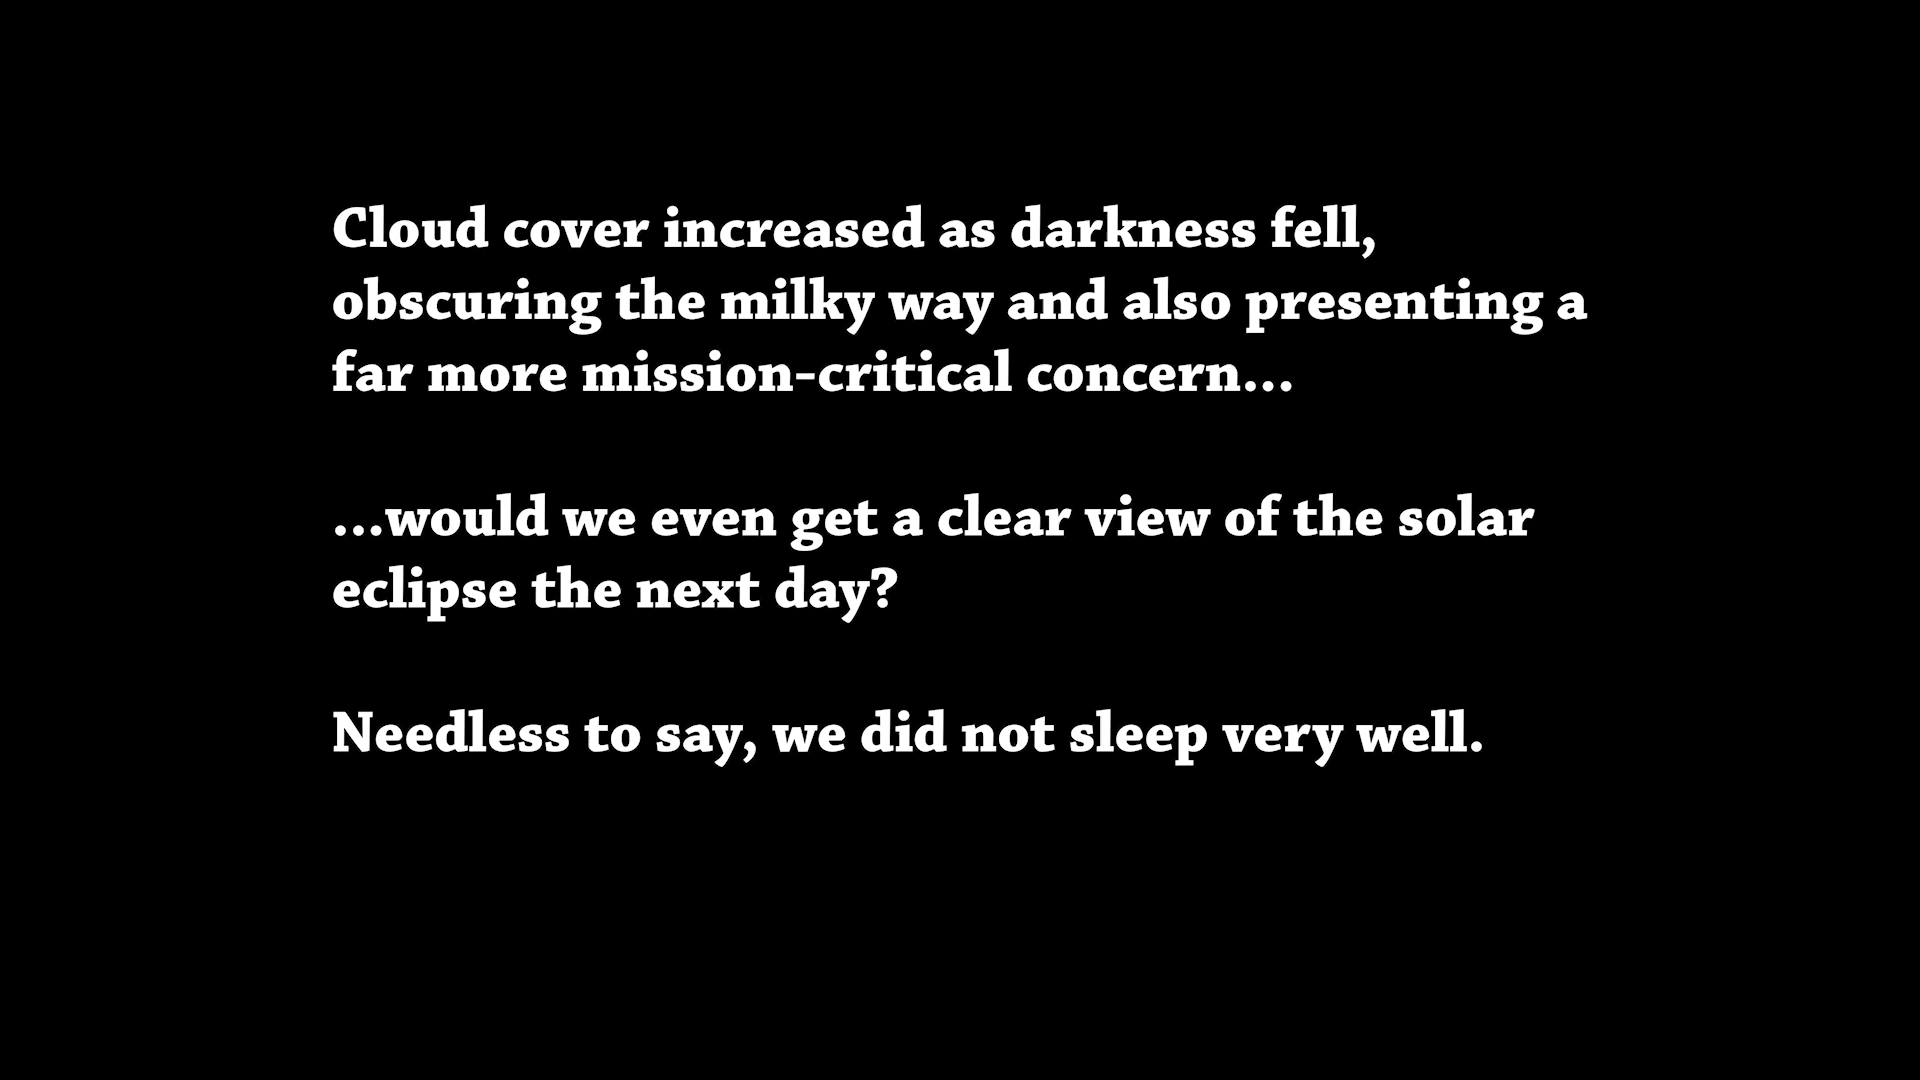 Cloud cover increased as darkness fell,
obscuring the milky way and also presenting a
far more mission-critical concern...
...would we even get a clear view of the solar
eclipse the next day?
Needless to say, we did not sleep very well.